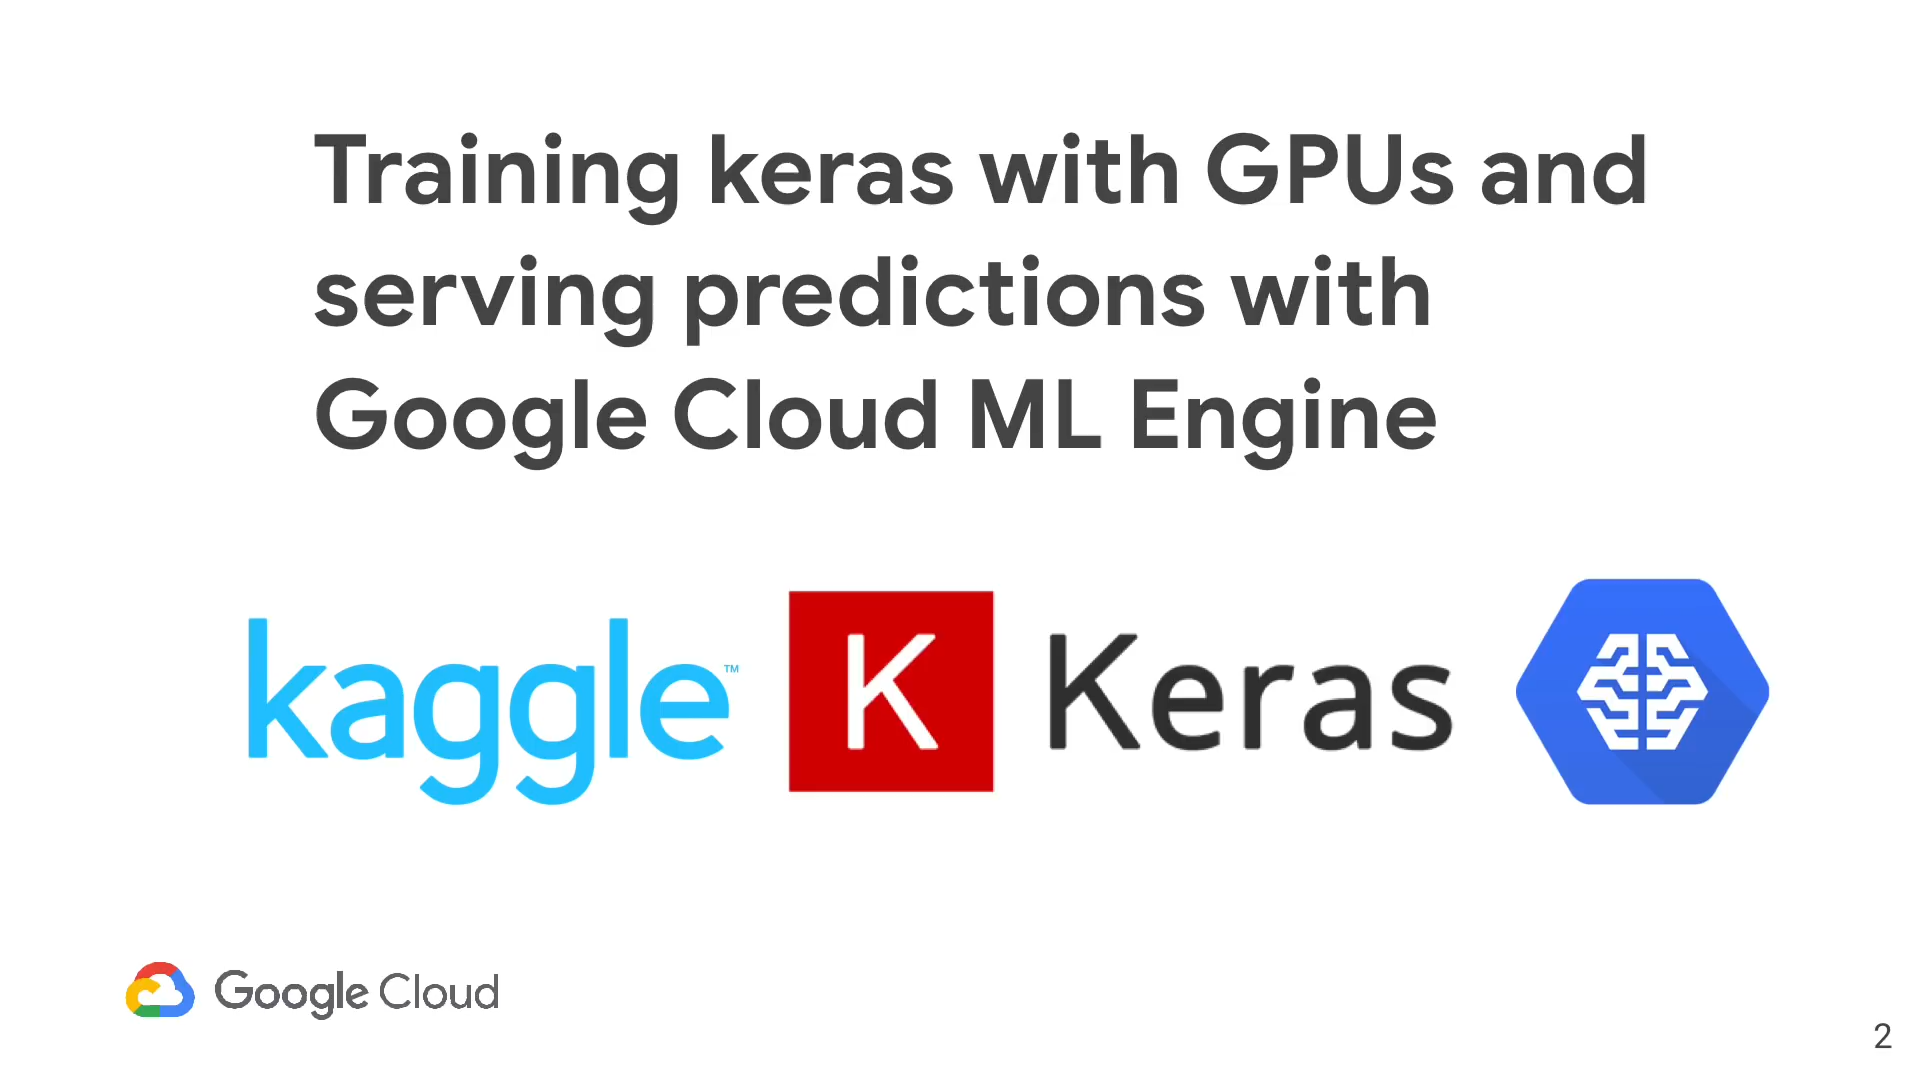 Training keras with GPUs and
serving predictions with
Google Cloud ML Engine
kaggle™ K Keras
Google Cloud
2